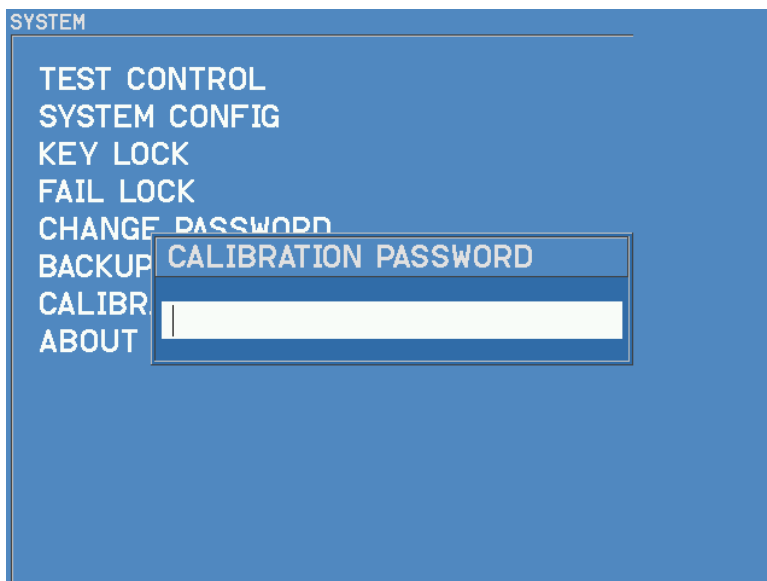 SYSTEM
TEST CONTROL
SYSTEM CONFIG
KEY LOCK
FAIL LOCK
CHANGE PASSWORD
BACKUP
CALIBR
ABOUT
CALIBRATION PASSWORD